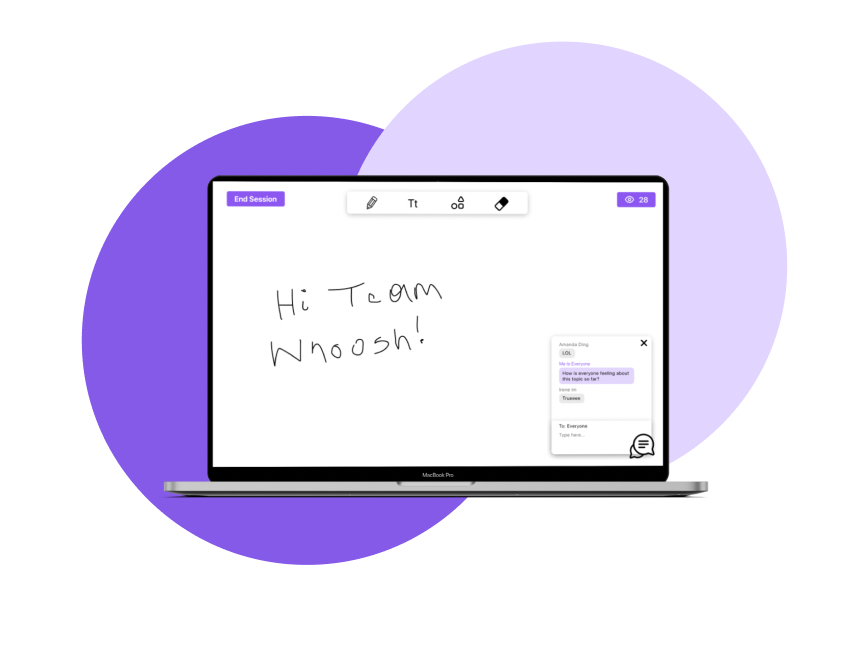 End Session
Tt
28
Hi Team
Whoosh!
Amanda Ding
LOL
Me to Everyone
How is everyone feeling about
this topic so far?
Trueeee
To: Everyone
Type here...
MacBook Pro